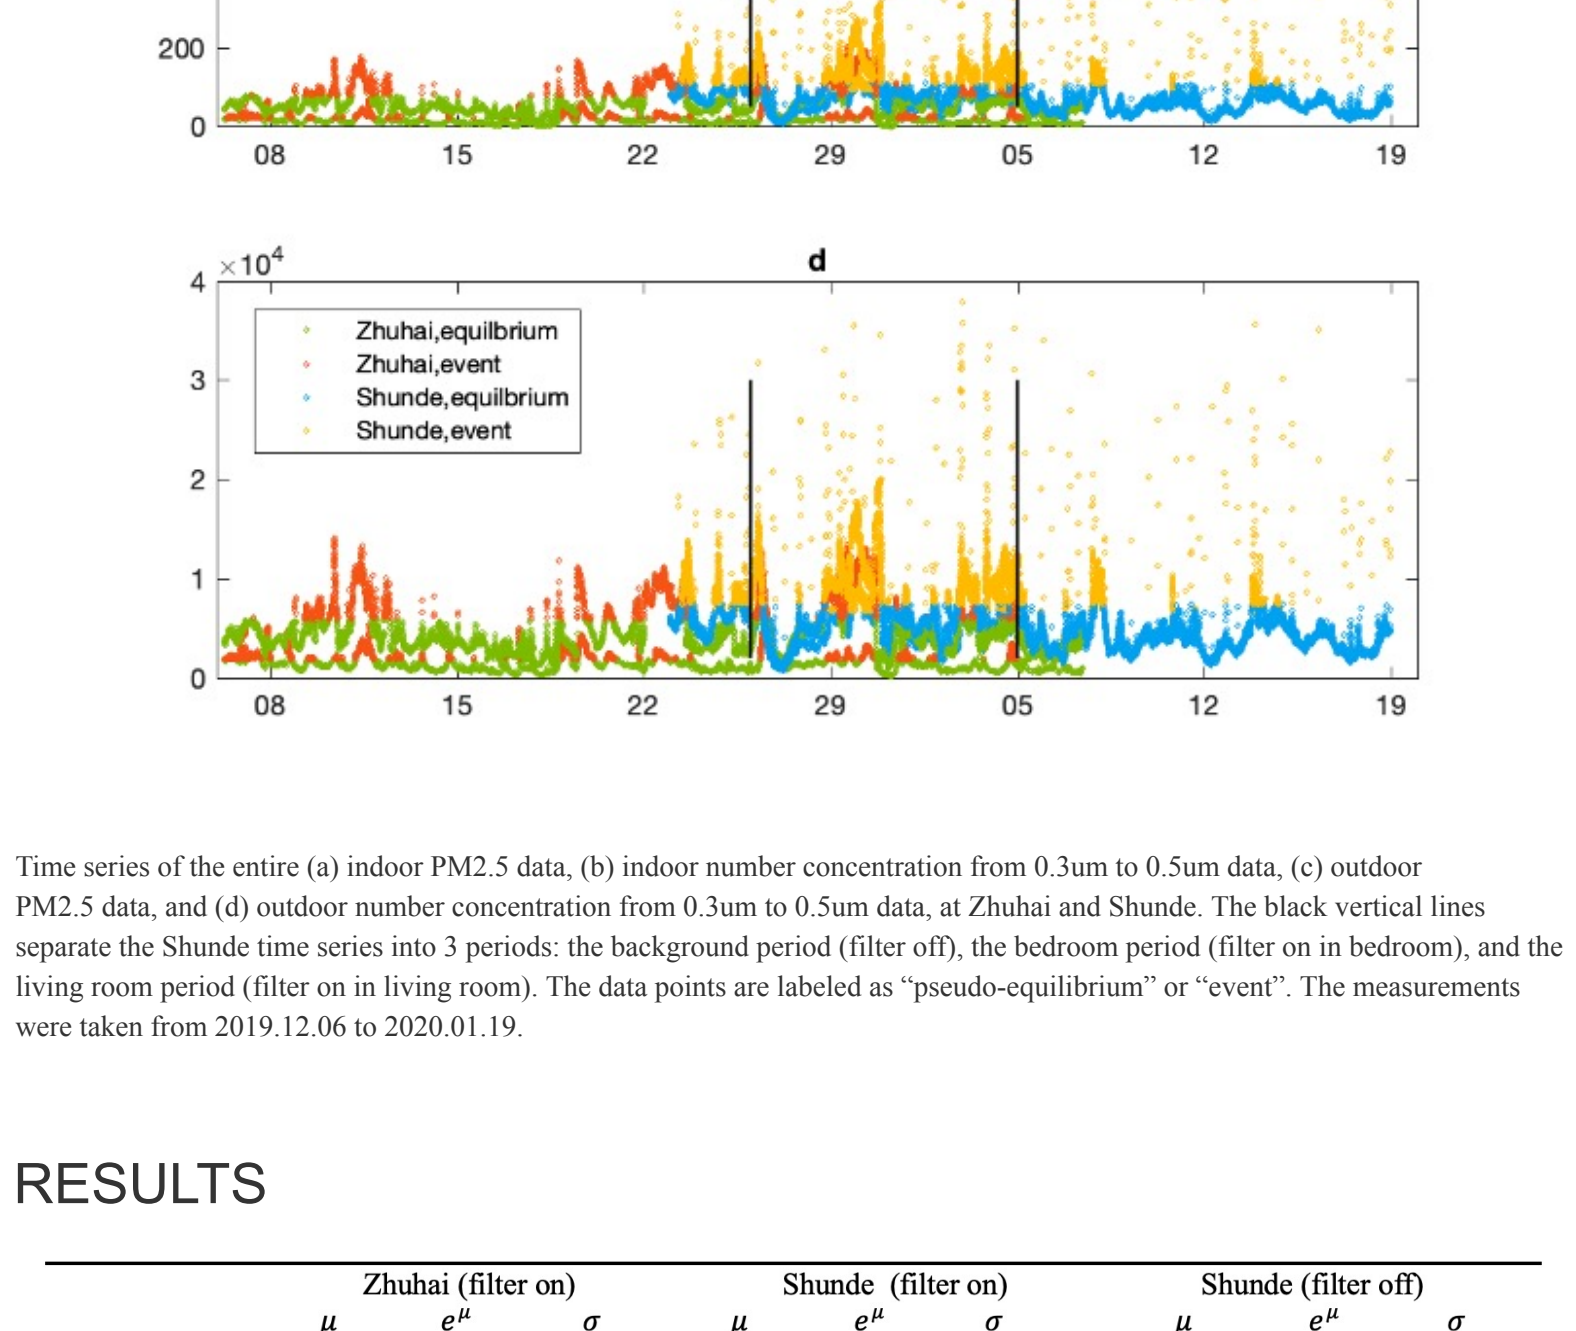 200
0
08 15 22 29 05 12 19
d
×10⁴
4
Zhuhai,equilbrium
Zhuhai,event
3
Shunde,equilbrium
Shunde,event
2
1
0
08 15 22 29 05 12 19
Time series of the entire (a) indoor PM2.5 data, (b) indoor number concentration from 0.3um to 0.5um data, (c) outdoor
PM2.5 data, and (d) outdoor number concentration from 0.3um to 0.5um data, at Zhuhai and Shunde. The black vertical lines
separate the Shunde time series into 3 periods: the background period (filter off), the bedroom period (filter on in bedroom), and the
living room period (filter on in living room). The data points are labeled as “pseudo-equilibrium” or “event”. The measurements
were taken from 2019.12.06 to 2020.01.19.
RESULTS
Zhuhai (filter on) Shunde (filter on) Shunde (filter off)
μ e^μ σ μ e^μ σ μ e^μ σ